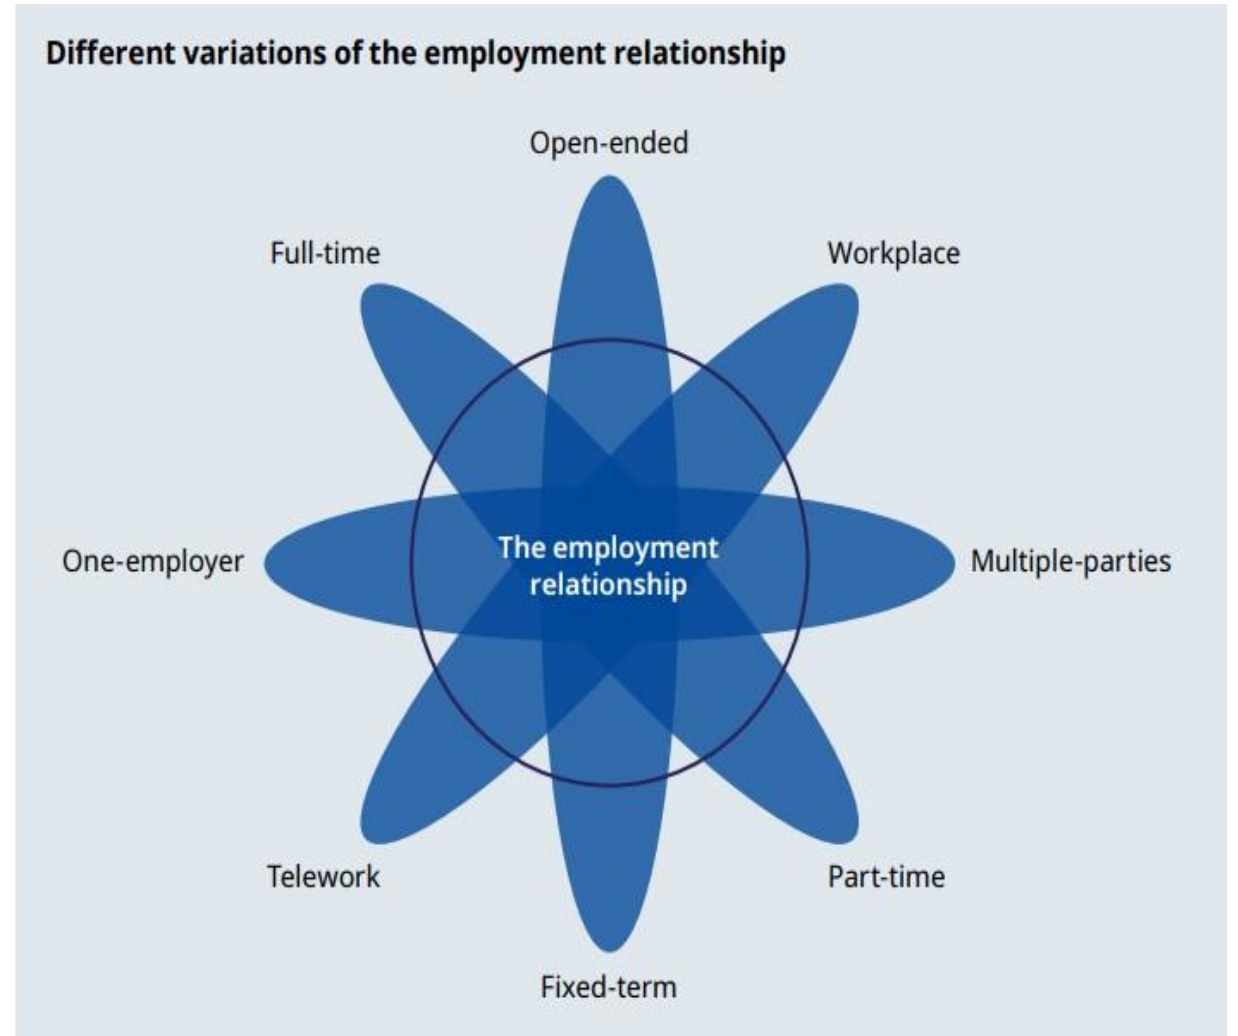 Different variations of the employment relationship
Open-ended
Full-time
Workplace
One-employer
The employment
relationship
Multiple-parties
Telework
Part-time
Fixed-term